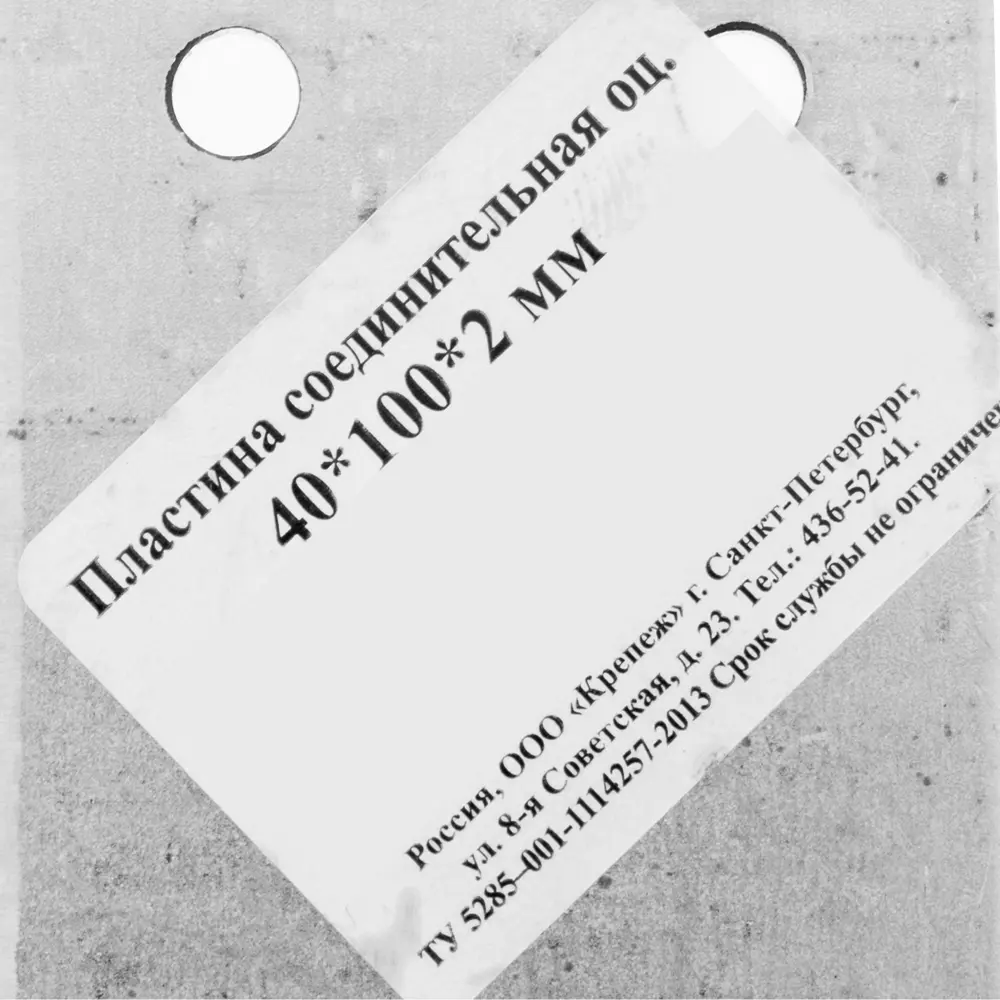 Пластина соединительная оц.
40*100*2 мм
Россия, ООО «Крепеж» г. Санкт-Петербург,
ул. 8-я Советская, д. 23. Тел.: 436-52-41.
ТУ 5285–001-1114257-2013 Срок службы не ограничен